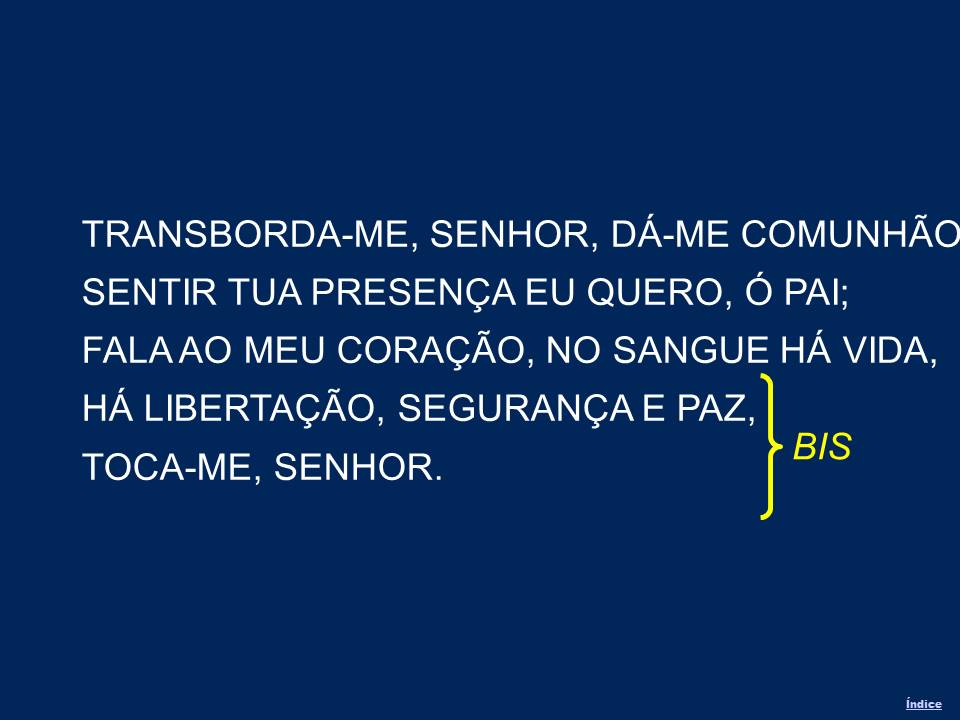 TRANSBORDA-ME, SENHOR, DÁ-ME COMUNHÃO
SENTIR TUA PRESENÇA EU QUERO, Ó PAI;
FALA AO MEU CORAÇÃO, NO SANGUE HÁ VIDA,
HÁ LIBERTAÇÃO, SEGURANÇA E PAZ,
TOCA-ME, SENHOR.
BIS
Índice